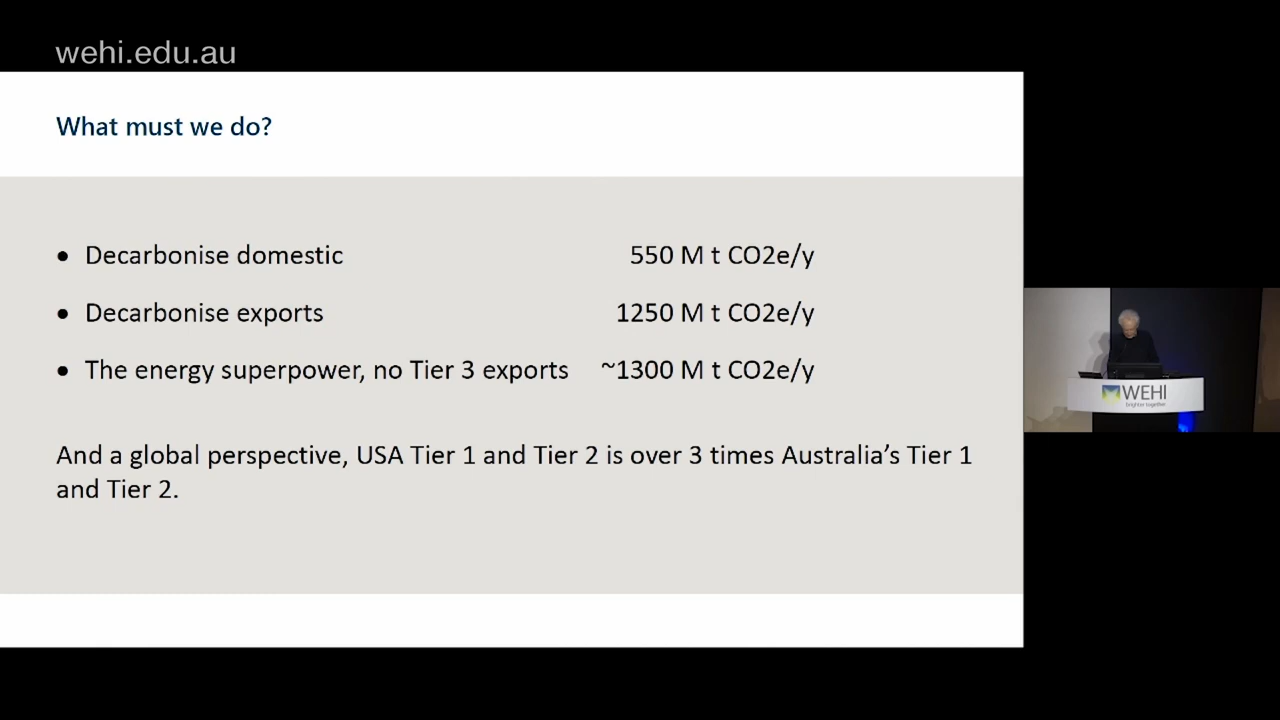 wehi.edu.au
What must we do?
• Decarbonise domestic 550 M t CO2e/y
• Decarbonise exports 1250 M t CO2e/y
• The energy superpower, no Tier 3 exports ~1300 M t CO2e/y
And a global perspective, USA Tier 1 and Tier 2 is over 3 times Australia’s Tier 1
and Tier 2.
WEHI
brighter together